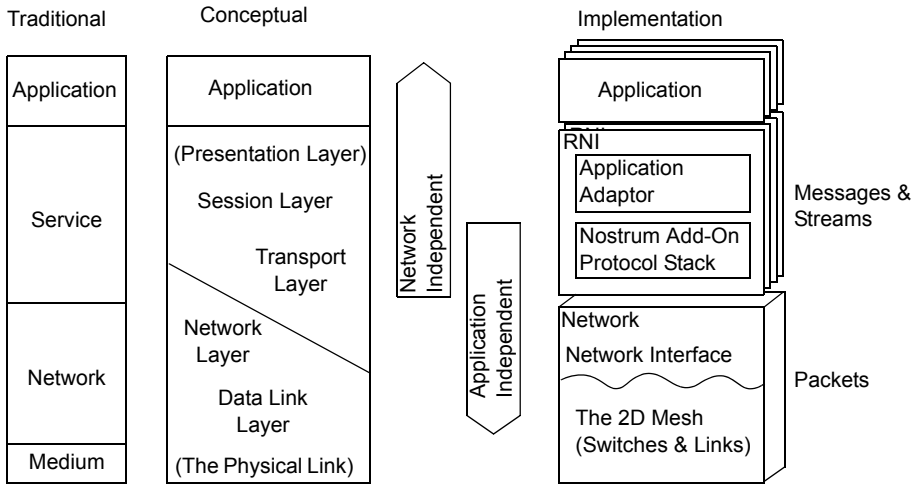 Traditional
Conceptual
Implementation
Application
Service
Network
Medium
Application
(Presentation Layer)
Session Layer
Transport
Layer
Network
Layer
Data Link
Layer
(The Physical Link)
Network
Independent
Application
Independent
Application
RNI
Application
Adaptor
Nostrum Add-On
Protocol Stack
Messages &
Streams
Network
Network Interface
The 2D Mesh
(Switches & Links)
Packets